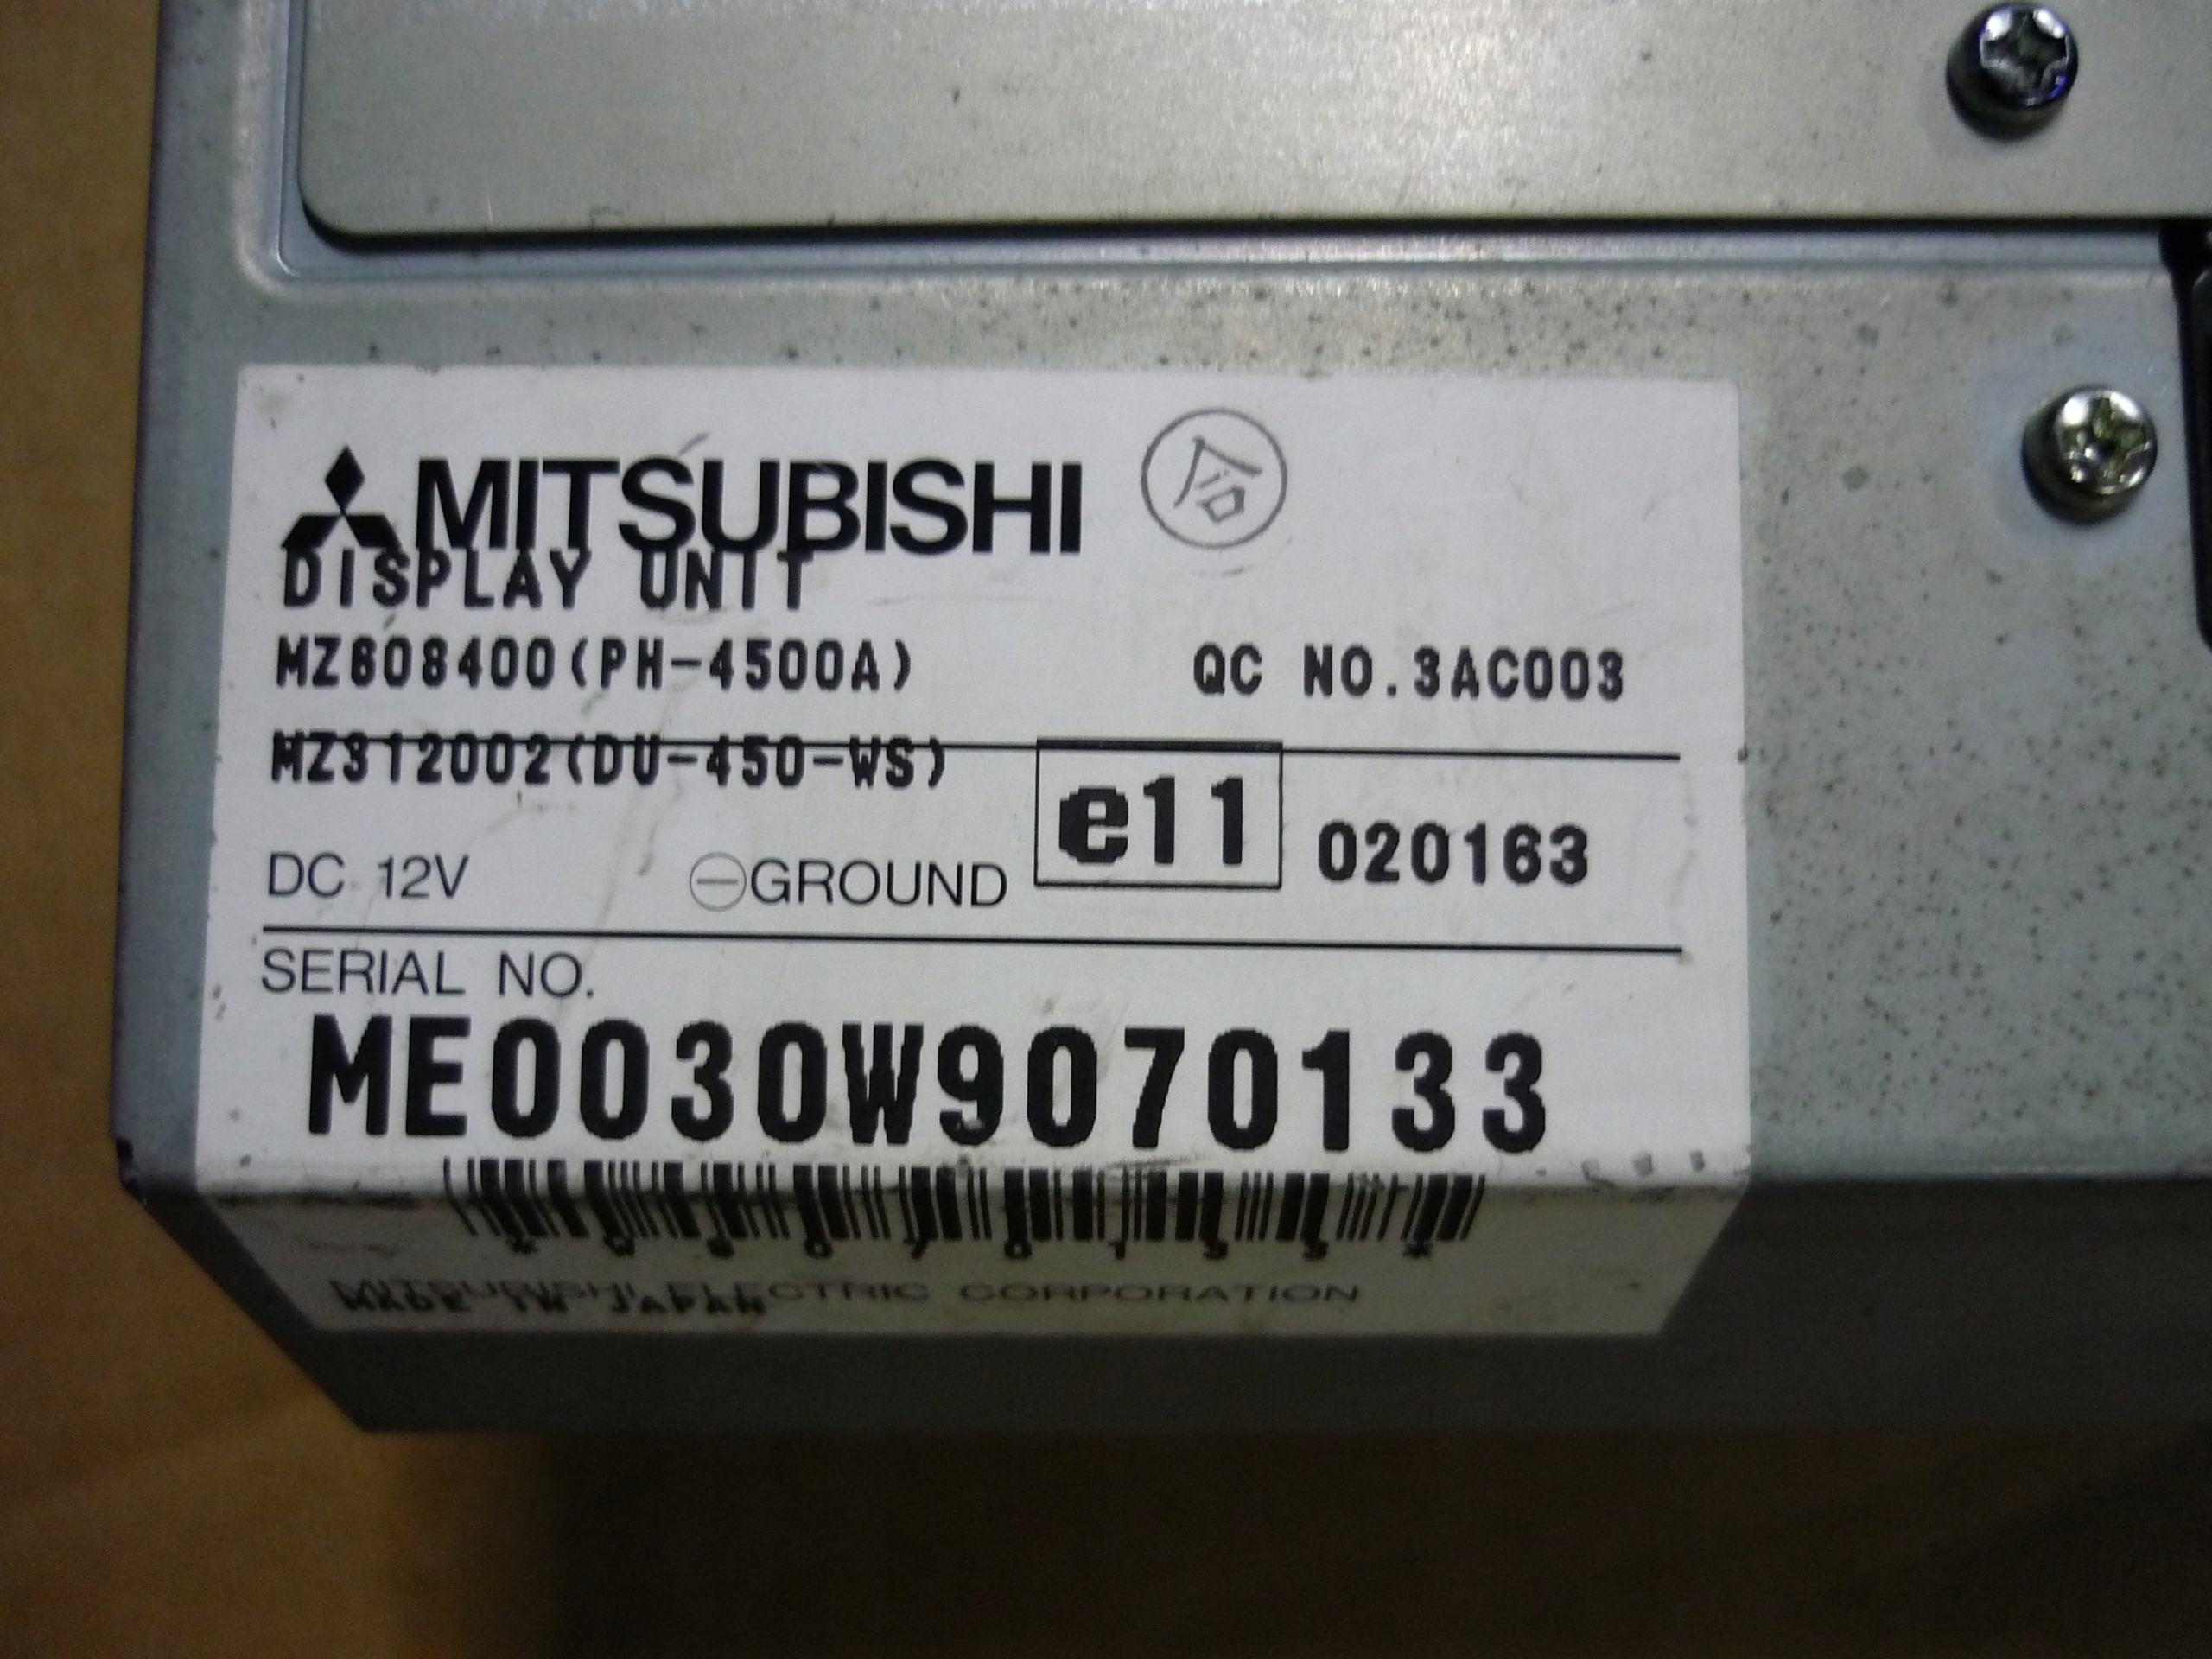 MITSUBISHI 合
DISPLAY UNIT
MZ608400(PH-4500A) QC NO.3AC003
MZ312002(DU-450-WS)
DC 12V ⊖GROUND e11 020163
SERIAL NO.
ME0030W9070133
MITSUBISHI ELECTRIC CORPORATION
MADE IN JAPAN